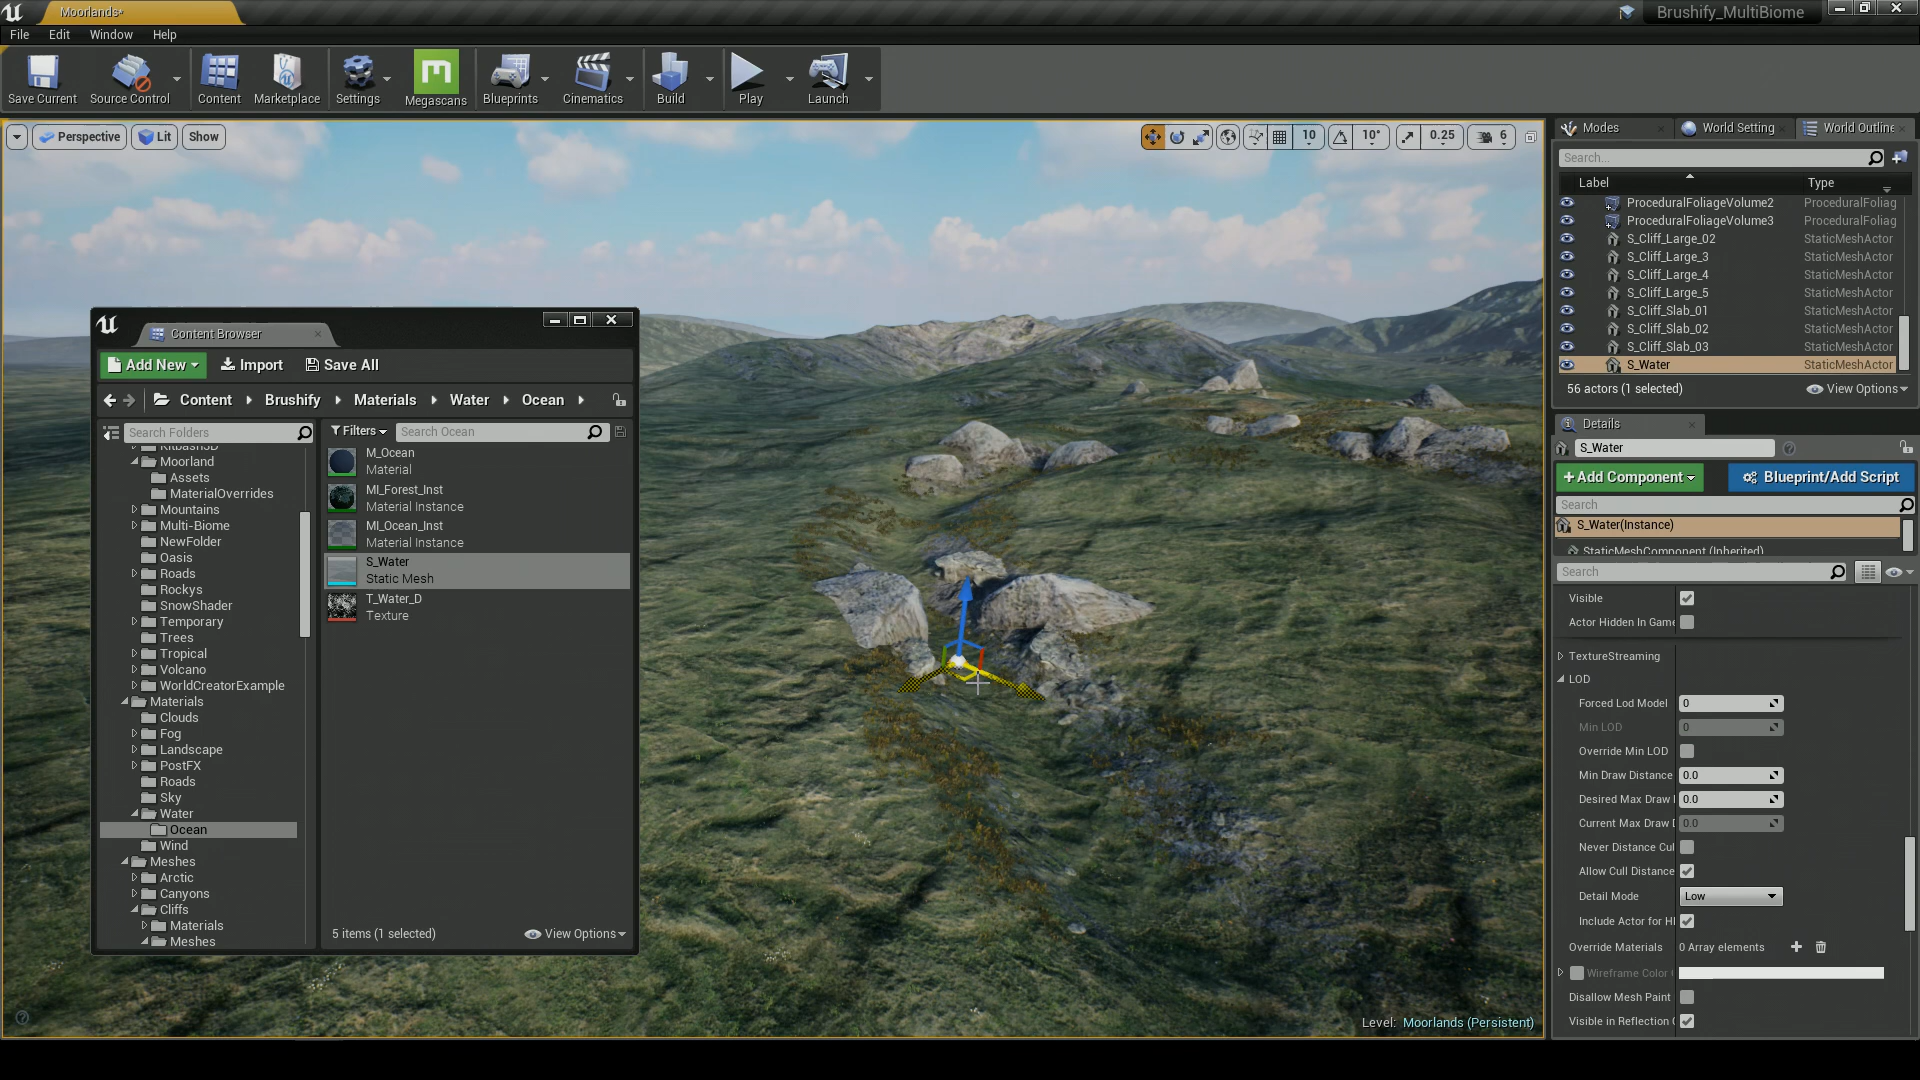 Moorlands*
Brushify_MultiBiome
File
Edit
Window
Help
Save Current
Source Control
Content
Marketplace
Settings
Megascans
Blueprints
Cinematics
Build
Play
Launch
Perspective
Lit
Show
10
10°
0.25
6
Modes
World Setting
World Outline
Search...
Label
Type
ProceduralFoliageVolume2 ProceduralFoliag
ProceduralFoliageVolume3 ProceduralFoliag
S_Cliff_Large_02 StaticMeshActor
S_Cliff_Large_3 StaticMeshActor
S_Cliff_Large_4 StaticMeshActor
S_Cliff_Large_5 StaticMeshActor
S_Cliff_Slab_01 StaticMeshActor
S_Cliff_Slab_02 StaticMeshActor
S_Cliff_Slab_03 StaticMeshActor
S_Water StaticMeshActor
56 actors (1 selected)
View Options
Details
S_Water
+Add Component
Blueprint/Add Script
Search
S_Water(Instance)
StaticMeshComponent (Inherited)
Search
Visible
Actor Hidden In Game
TextureStreaming
LOD
Forced Lod Model 0
Min LOD 0
Override Min LOD
Min Draw Distance 0.0
Desired Max Draw 0.0
Current Max Draw 0.0
Never Distance Cul
Allow Cull Distance
Detail Mode Low
Include Actor for H
Override Materials 0 Array elements
Wireframe Color
Disallow Mesh Paint
Visible in Reflection
Content Browser
Add New
Import
Save All
Content
Brushify
Materials
Water
Ocean
Search Folders
Kitbash3D
Moorland
Assets
MaterialOverrides
Mountains
Multi-Biome
NewFolder
Oasis
Roads
Rockys
SnowShader
Temporary
Trees
Tropical
Volcano
WorldCreatorExample
Materials
Clouds
Fog
Landscape
PostFX
Roads
Sky
Water
Ocean
Wind
Meshes
Arctic
Canyons
Cliffs
Materials
Meshes
Filters
Search Ocean
M_Ocean
Material
MI_Forest_Inst
Material Instance
MI_Ocean_Inst
Material Instance
S_Water
Static Mesh
T_Water_D
Texture
5 items (1 selected)
View Options
Level: Moorlands (Persistent)